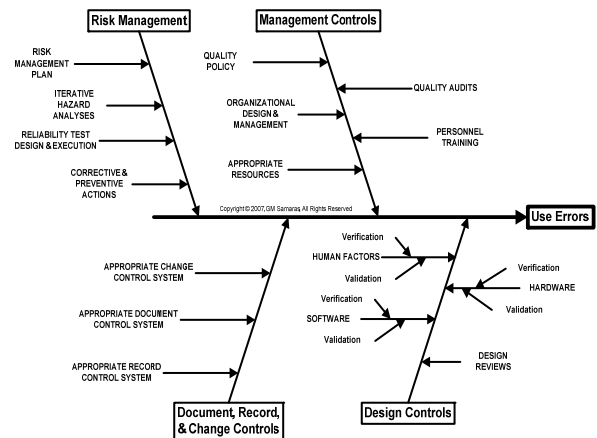 Risk Management
Management Controls
RISK
MANAGEMENT
PLAN
ITERATIVE
HAZARD
ANALYSES
RELIABILITY TEST
DESIGN & EXECUTION
CORRECTIVE &
PREVENTIVE
ACTIONS
QUALITY
POLICY
QUALITY AUDITS
ORGANIZATIONAL
DESIGN &
MANAGEMENT
PERSONNEL
TRAINING
APPROPRIATE
RESOURCES
Copyright © 2007, GM Samaras, All Rights Reserved
Use Errors
APPROPRIATE CHANGE
CONTROL SYSTEM
APPROPRIATE DOCUMENT
CONTROL SYSTEM
APPROPRIATE RECORD
CONTROL SYSTEM
Verification
HUMAN FACTORS
Validation
Verification
HARDWARE
Validation
Verification
SOFTWARE
Validation
DESIGN
REVIEWS
Document, Record,
& Change Controls
Design Controls